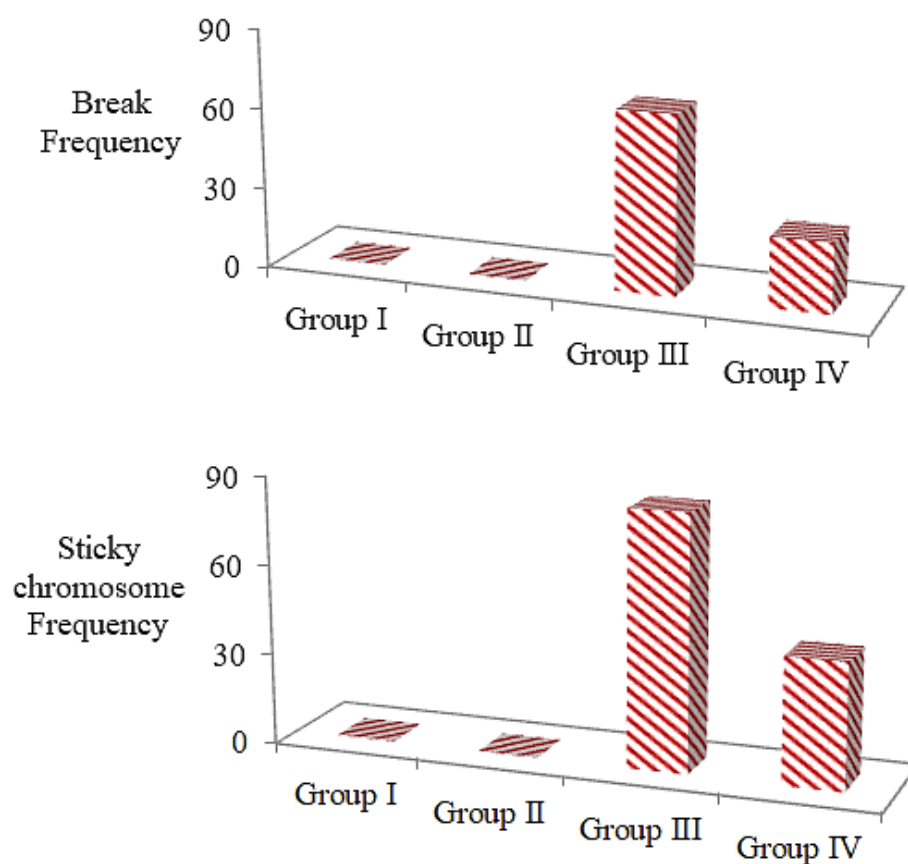 Break
Frequency
90
60
30
0
Group I
Group II
Group III
Group IV
Sticky
chromosome
Frequency
90
60
30
0
Group I
Group II
Group III
Group IV